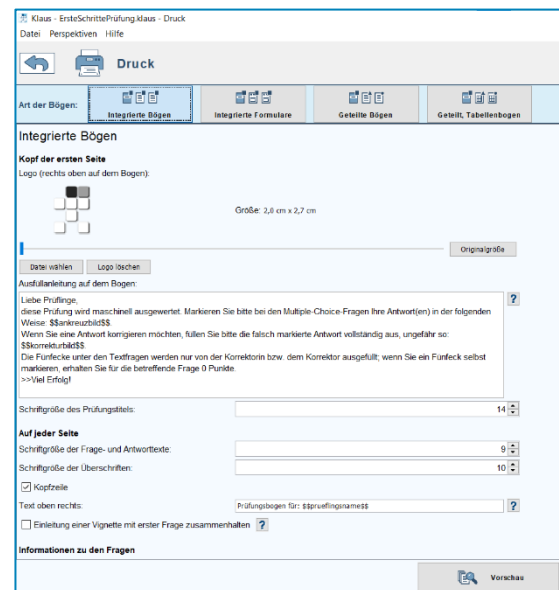 Klaus - ErsteSchrittePrüfung.klaus - Druck
Datei Perspektiven Hilfe
Druck
Art der Bögen:
Integrierte Bögen
Integrierte Formulare
Geteilte Bögen
Geteilt, Tabellenbogen
Integrierte Bögen
Kopf der ersten Seite
Logo (rechts oben auf dem Bogen):
Größe: 2,0 cm x 2,7 cm
Originalgröße
Datei wählen
Logo löschen
Ausfüllanleitung auf dem Bogen:
Liebe Prüflinge,
diese Prüfung wird maschinell ausgewertet. Markieren Sie bitte bei den Multiple-Choice-Fragen Ihre Antwort(en) in der folgenden
Weise: $$ankreuzbild$$.
Wenn Sie eine Antwort korrigieren möchten, füllen Sie bitte die falsch markierte Antwort vollständig aus, ungefähr so:
$$korrekturbild$$.
Die Fünfecke unter den Textfragen werden nur von der Korrektorin bzw. dem Korrektor ausgefüllt; wenn Sie ein Fünfeck selbst
markieren, erhalten Sie für die betreffende Frage 0 Punkte.
>>Viel Erfolg!
?
Schriftgröße des Prüfungstitels:
14
Auf jeder Seite
Schriftgröße der Frage- und Antworttexte:
9
Schriftgröße der Überschriften:
10
Kopfzeile
Text oben rechts:
Prüfungsbogen für: $$prueflingsname$$
?
Einleitung einer Vignette mit erster Frage zusammenhalten
?
Informationen zu den Fragen
Vorschau